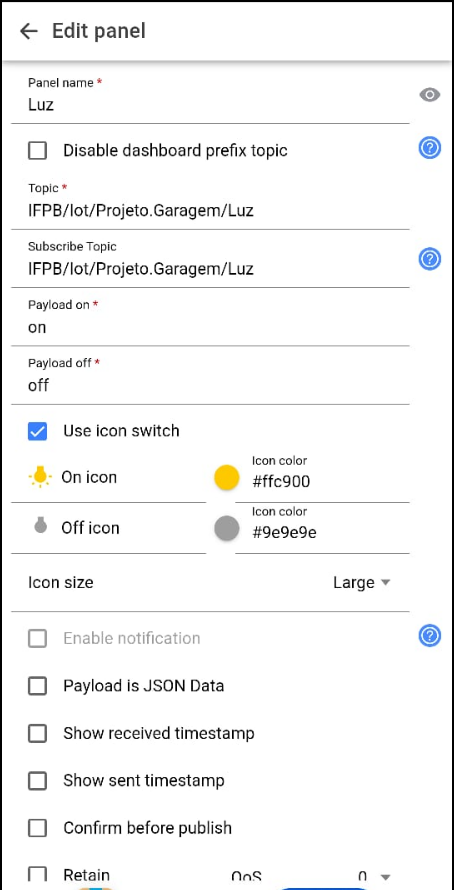 Edit panel
Panel name *
Luz
Disable dashboard prefix topic
Topic *
IFPB/Iot/Projeto.Garagem/Luz
Subscribe Topic
IFPB/Iot/Projeto.Garagem/Luz
Payload on *
on
Payload off *
off
Use icon switch
On icon
Icon color
#ffc900
Off icon
Icon color
#9e9e9e
Icon size Large
Enable notification
Payload is JSON Data
Show received timestamp
Show sent timestamp
Confirm before publish
Retain QoS 0